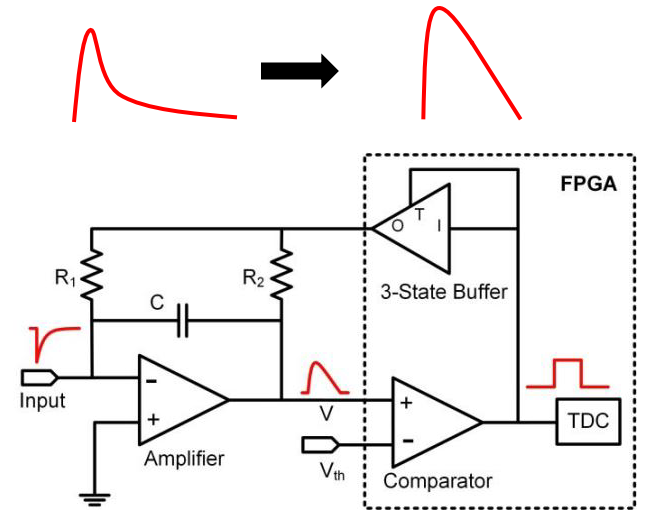 FPGA
T
O
I
3-State Buffer
R1
R2
C
-
+
Input
Amplifier
V
Vth
+
-
Comparator
TDC